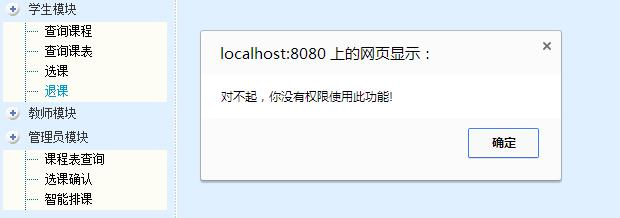 学生模块
查询课程
查询课表
选课
退课
教师模块
管理员模块
课程表查询
选课确认
智能排课
localhost:8080 上的网页显示：
对不起，你没有权限使用此功能!
确定